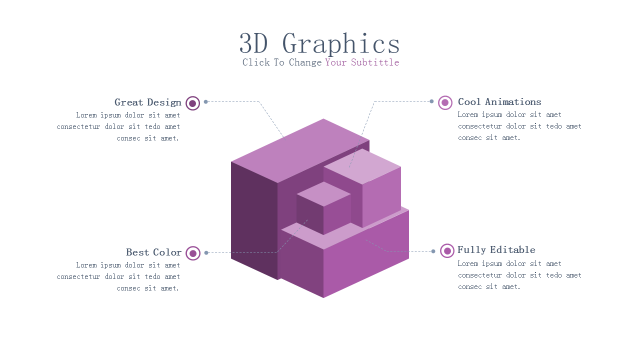 3D Graphics
Click To Change Your Subtittle
Great Design
Lorem ipsum dolor sit amet
consectetur dolor sit tedo amet
consec sit amet.
Cool Animations
Lorem ipsum dolor sit amet
consectetur dolor sit tedo amet
consec sit amet.
Best Color
Lorem ipsum dolor sit amet
consectetur dolor sit tedo amet
consec sit amet.
Fully Editable
Lorem ipsum dolor sit amet
consectetur dolor sit tedo amet
consec sit amet.